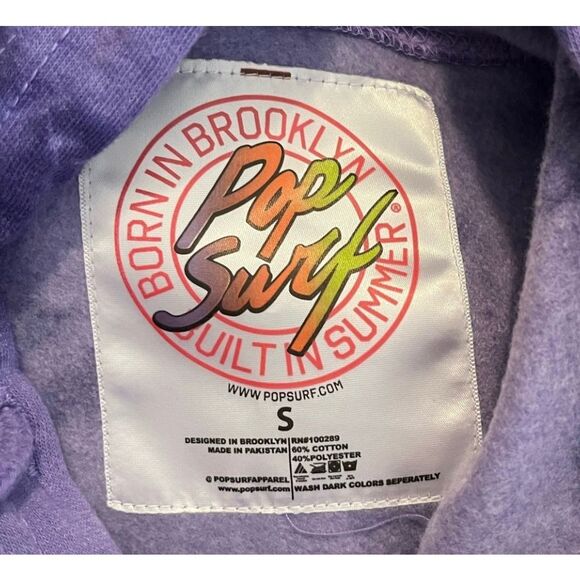 BORN IN BROOKLYN
Pop
Surf
®
BUILT IN SUMMER
WWW.POPSURF.COM
S
DESIGNED IN BROOKLYN RN#100289
MADE IN PAKISTAN 60% COTTON
40%POLYESTER
© POPSURFAPPAREL
www.popsurf.com WASH DARK COLORS SEPERATELY